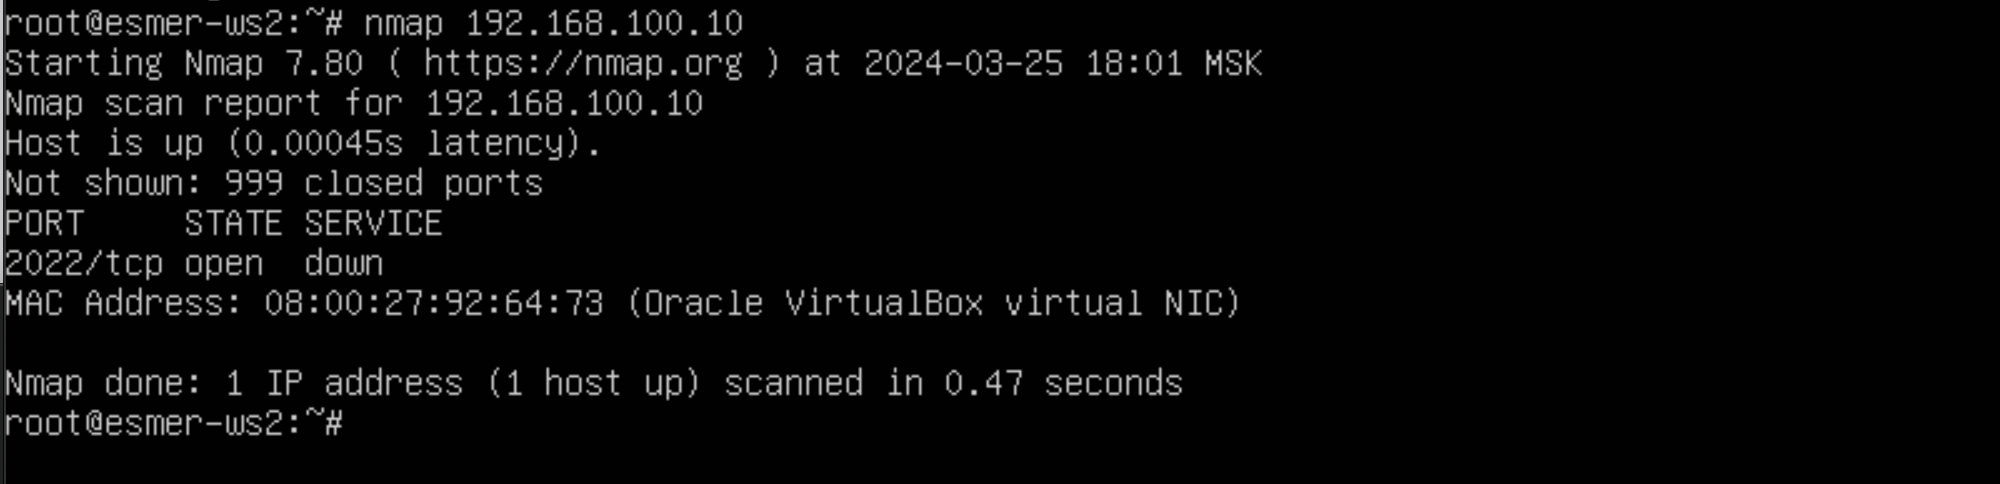 root@esmer-ws2:~# nmap 192.168.100.10
Starting Nmap 7.80 ( https://nmap.org ) at 2024-03-25 18:01 MSK
Nmap scan report for 192.168.100.10
Host is up (0.00045s latency).
Not shown: 999 closed ports
PORT     STATE SERVICE
2022/tcp open  down
MAC Address: 08:00:27:92:64:73 (Oracle VirtualBox virtual NIC)

Nmap done: 1 IP address (1 host up) scanned in 0.47 seconds
root@esmer-ws2:~#